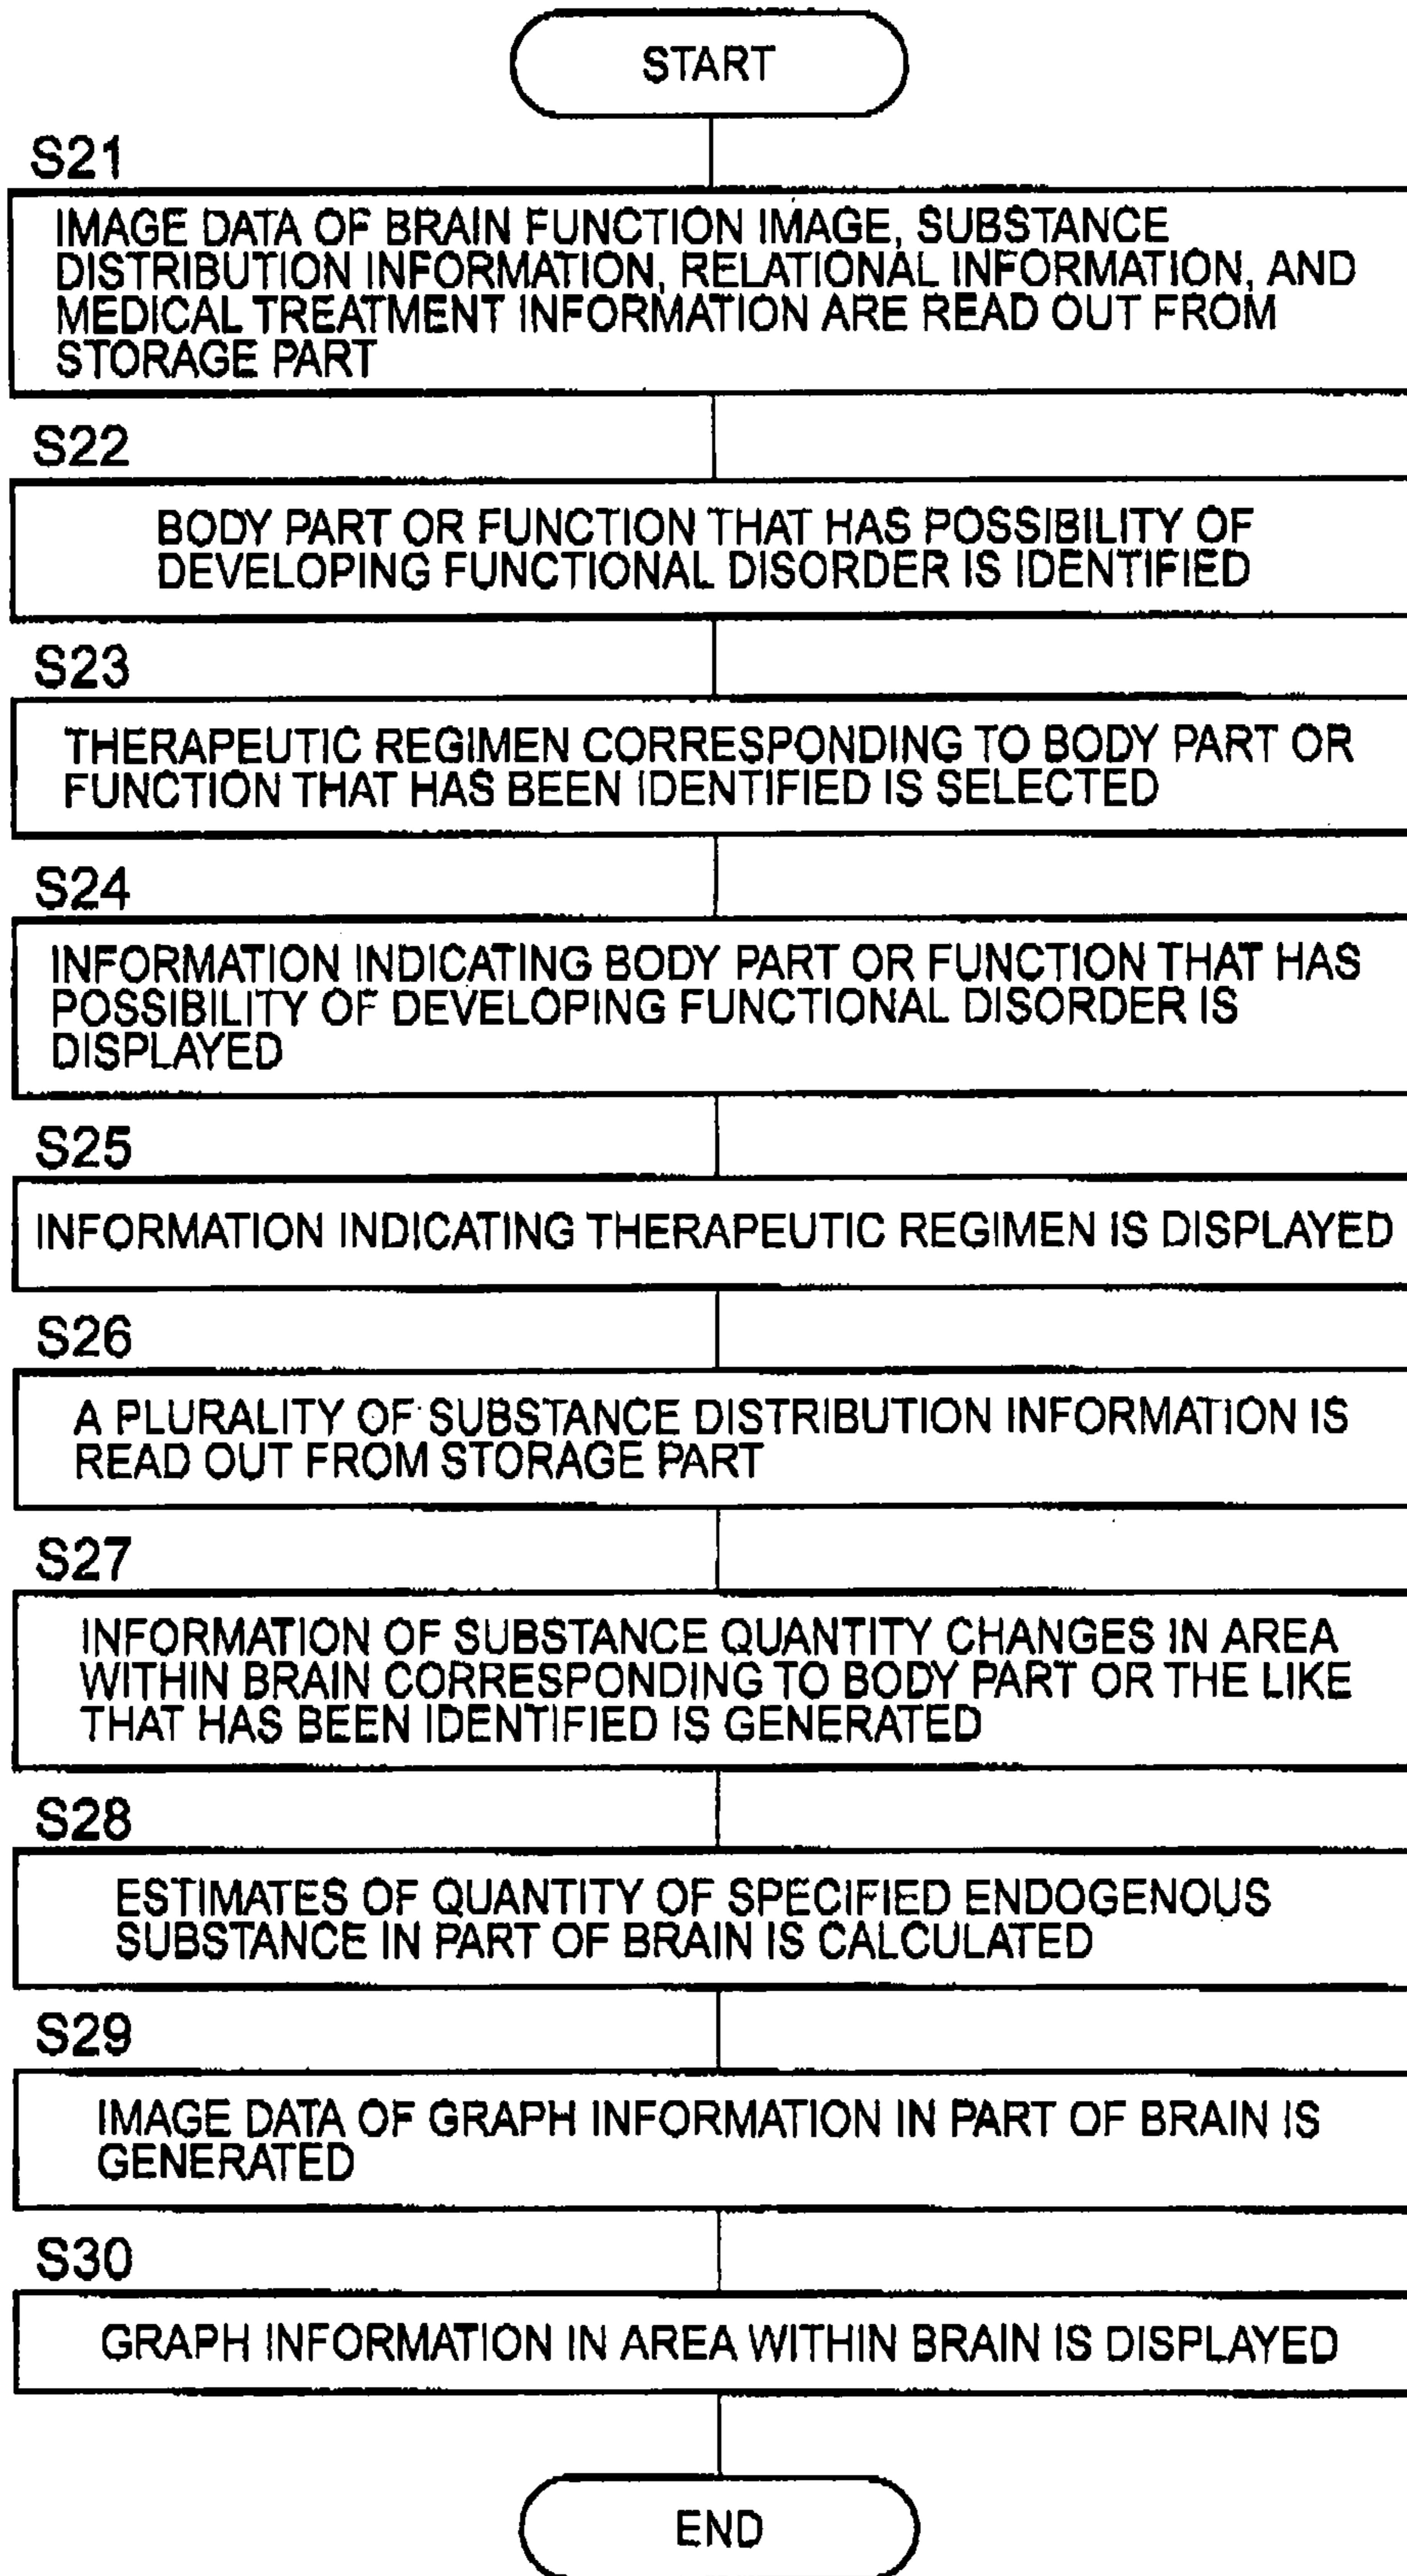 START
S21
IMAGE DATA OF BRAIN FUNCTION IMAGE, SUBSTANCE
DISTRIBUTION INFORMATION, RELATIONAL INFORMATION, AND
MEDICAL TREATMENT INFORMATION ARE READ OUT FROM
STORAGE PART
S22
BODY PART OR FUNCTION THAT HAS POSSIBILITY OF
DEVELOPING FUNCTIONAL DISORDER IS IDENTIFIED
S23
THERAPEUTIC REGIMEN CORRESPONDING TO BODY PART OR
FUNCTION THAT HAS BEEN IDENTIFIED IS SELECTED
S24
INFORMATION INDICATING BODY PART OR FUNCTION THAT HAS
POSSIBILITY OF DEVELOPING FUNCTIONAL DISORDER IS
DISPLAYED
S25
INFORMATION INDICATING THERAPEUTIC REGIMEN IS DISPLAYED
S26
A PLURALITY OF SUBSTANCE DISTRIBUTION INFORMATION IS
READ OUT FROM STORAGE PART
S27
INFORMATION OF SUBSTANCE QUANTITY CHANGES IN AREA
WITHIN BRAIN CORRESPONDING TO BODY PART OR THE LIKE
THAT HAS BEEN IDENTIFIED IS GENERATED
S28
ESTIMATES OF QUANTITY OF SPECIFIED ENDOGENOUS
SUBSTANCE IN PART OF BRAIN IS CALCULATED
S29
IMAGE DATA OF GRAPH INFORMATION IN PART OF BRAIN IS
GENERATED
S30
GRAPH INFORMATION IN AREA WITHIN BRAIN IS DISPLAYED
END